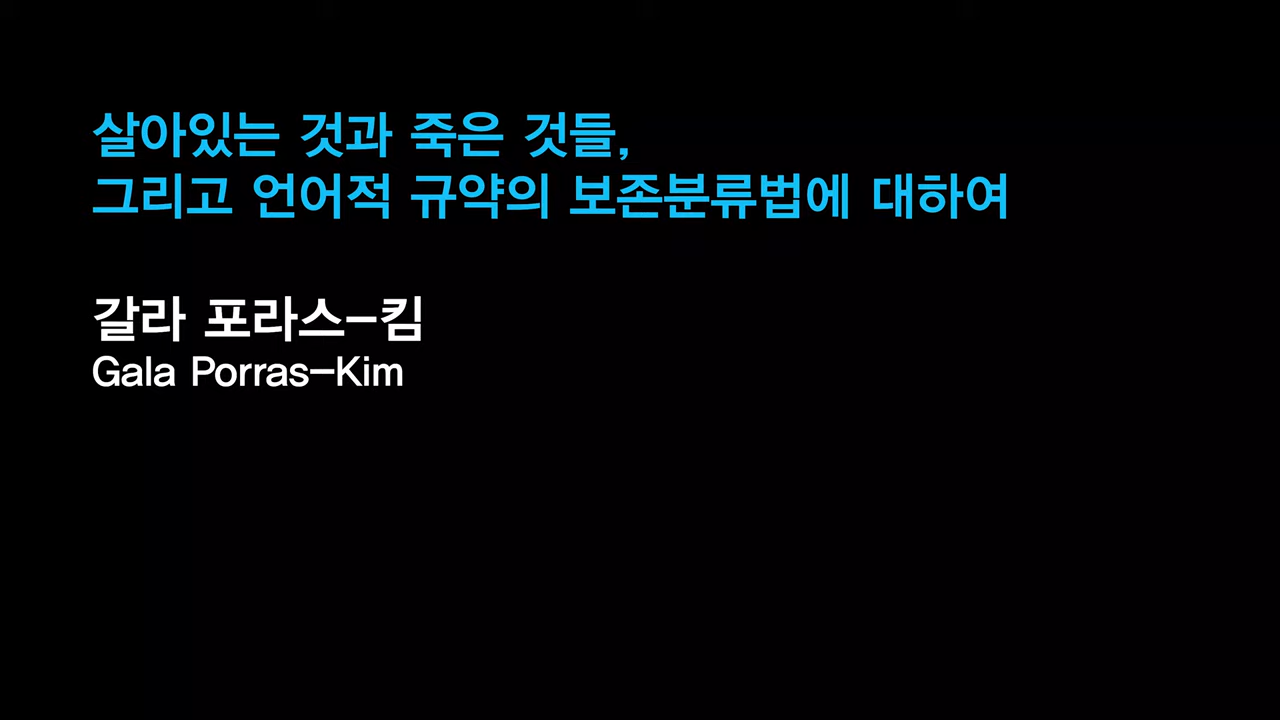 살아있는 것과 죽은 것들,
그리고 언어적 규약의 보존분류법에 대하여
갈라 포라스-킴
Gala Porras-Kim